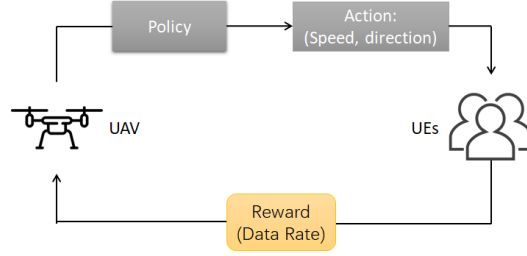 Policy
Action:
(Speed, direction)
UAV
UEs
Reward
(Data Rate)